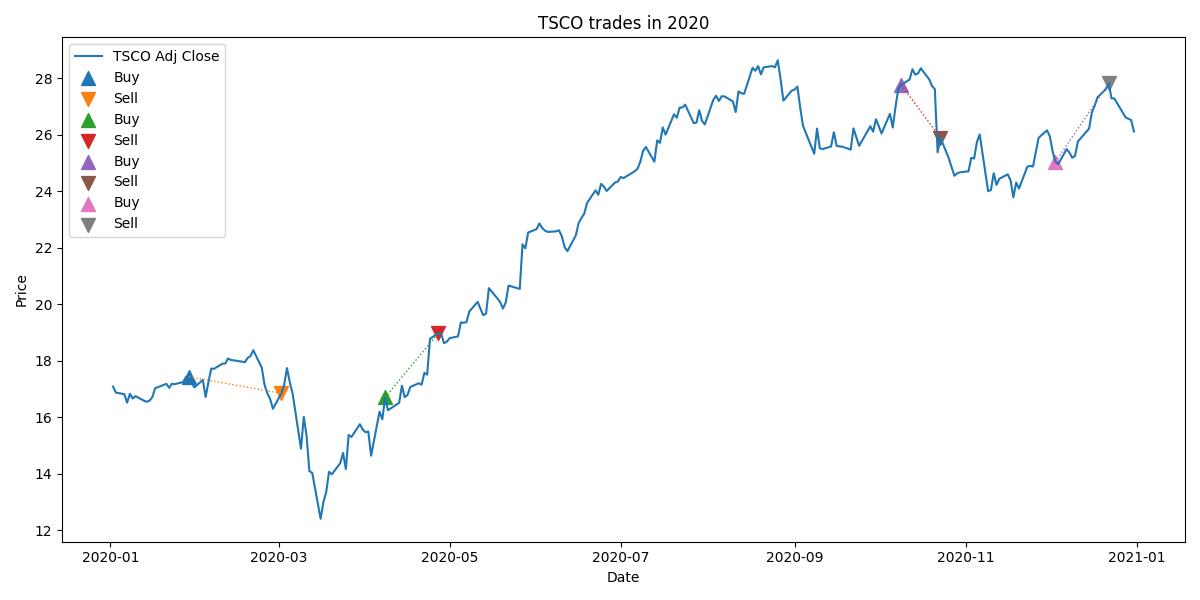 TSCO trades in 2020
TSCO Adj Close
Buy
Sell
Buy
Sell
Buy
Sell
Buy
Sell
Price
28
26
24
22
20
18
16
14
12
2020-01
2020-03
2020-05
2020-07
2020-09
2020-11
2021-01
Date